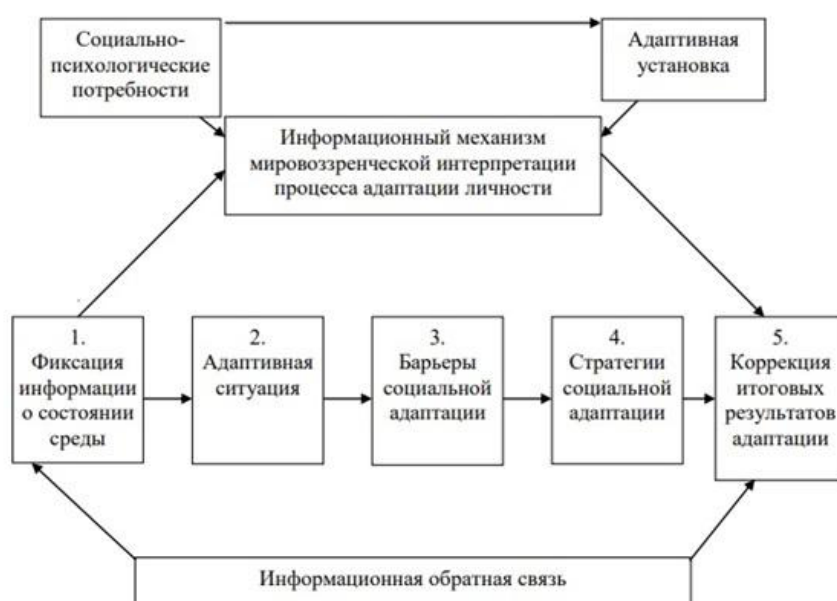 Социально-
психологические
потребности
Адаптивная
установка
Информационный механизм
мировоззренческой интерпретации
процесса адаптации личности
1.
Фиксация
информации
о состоянии
среды
2.
Адаптивная
ситуация
3.
Барьеры
социальной
адаптации
4.
Стратегии
социальной
адаптации
5.
Коррекция
итоговых
результатов
адаптации
Информационная обратная связь